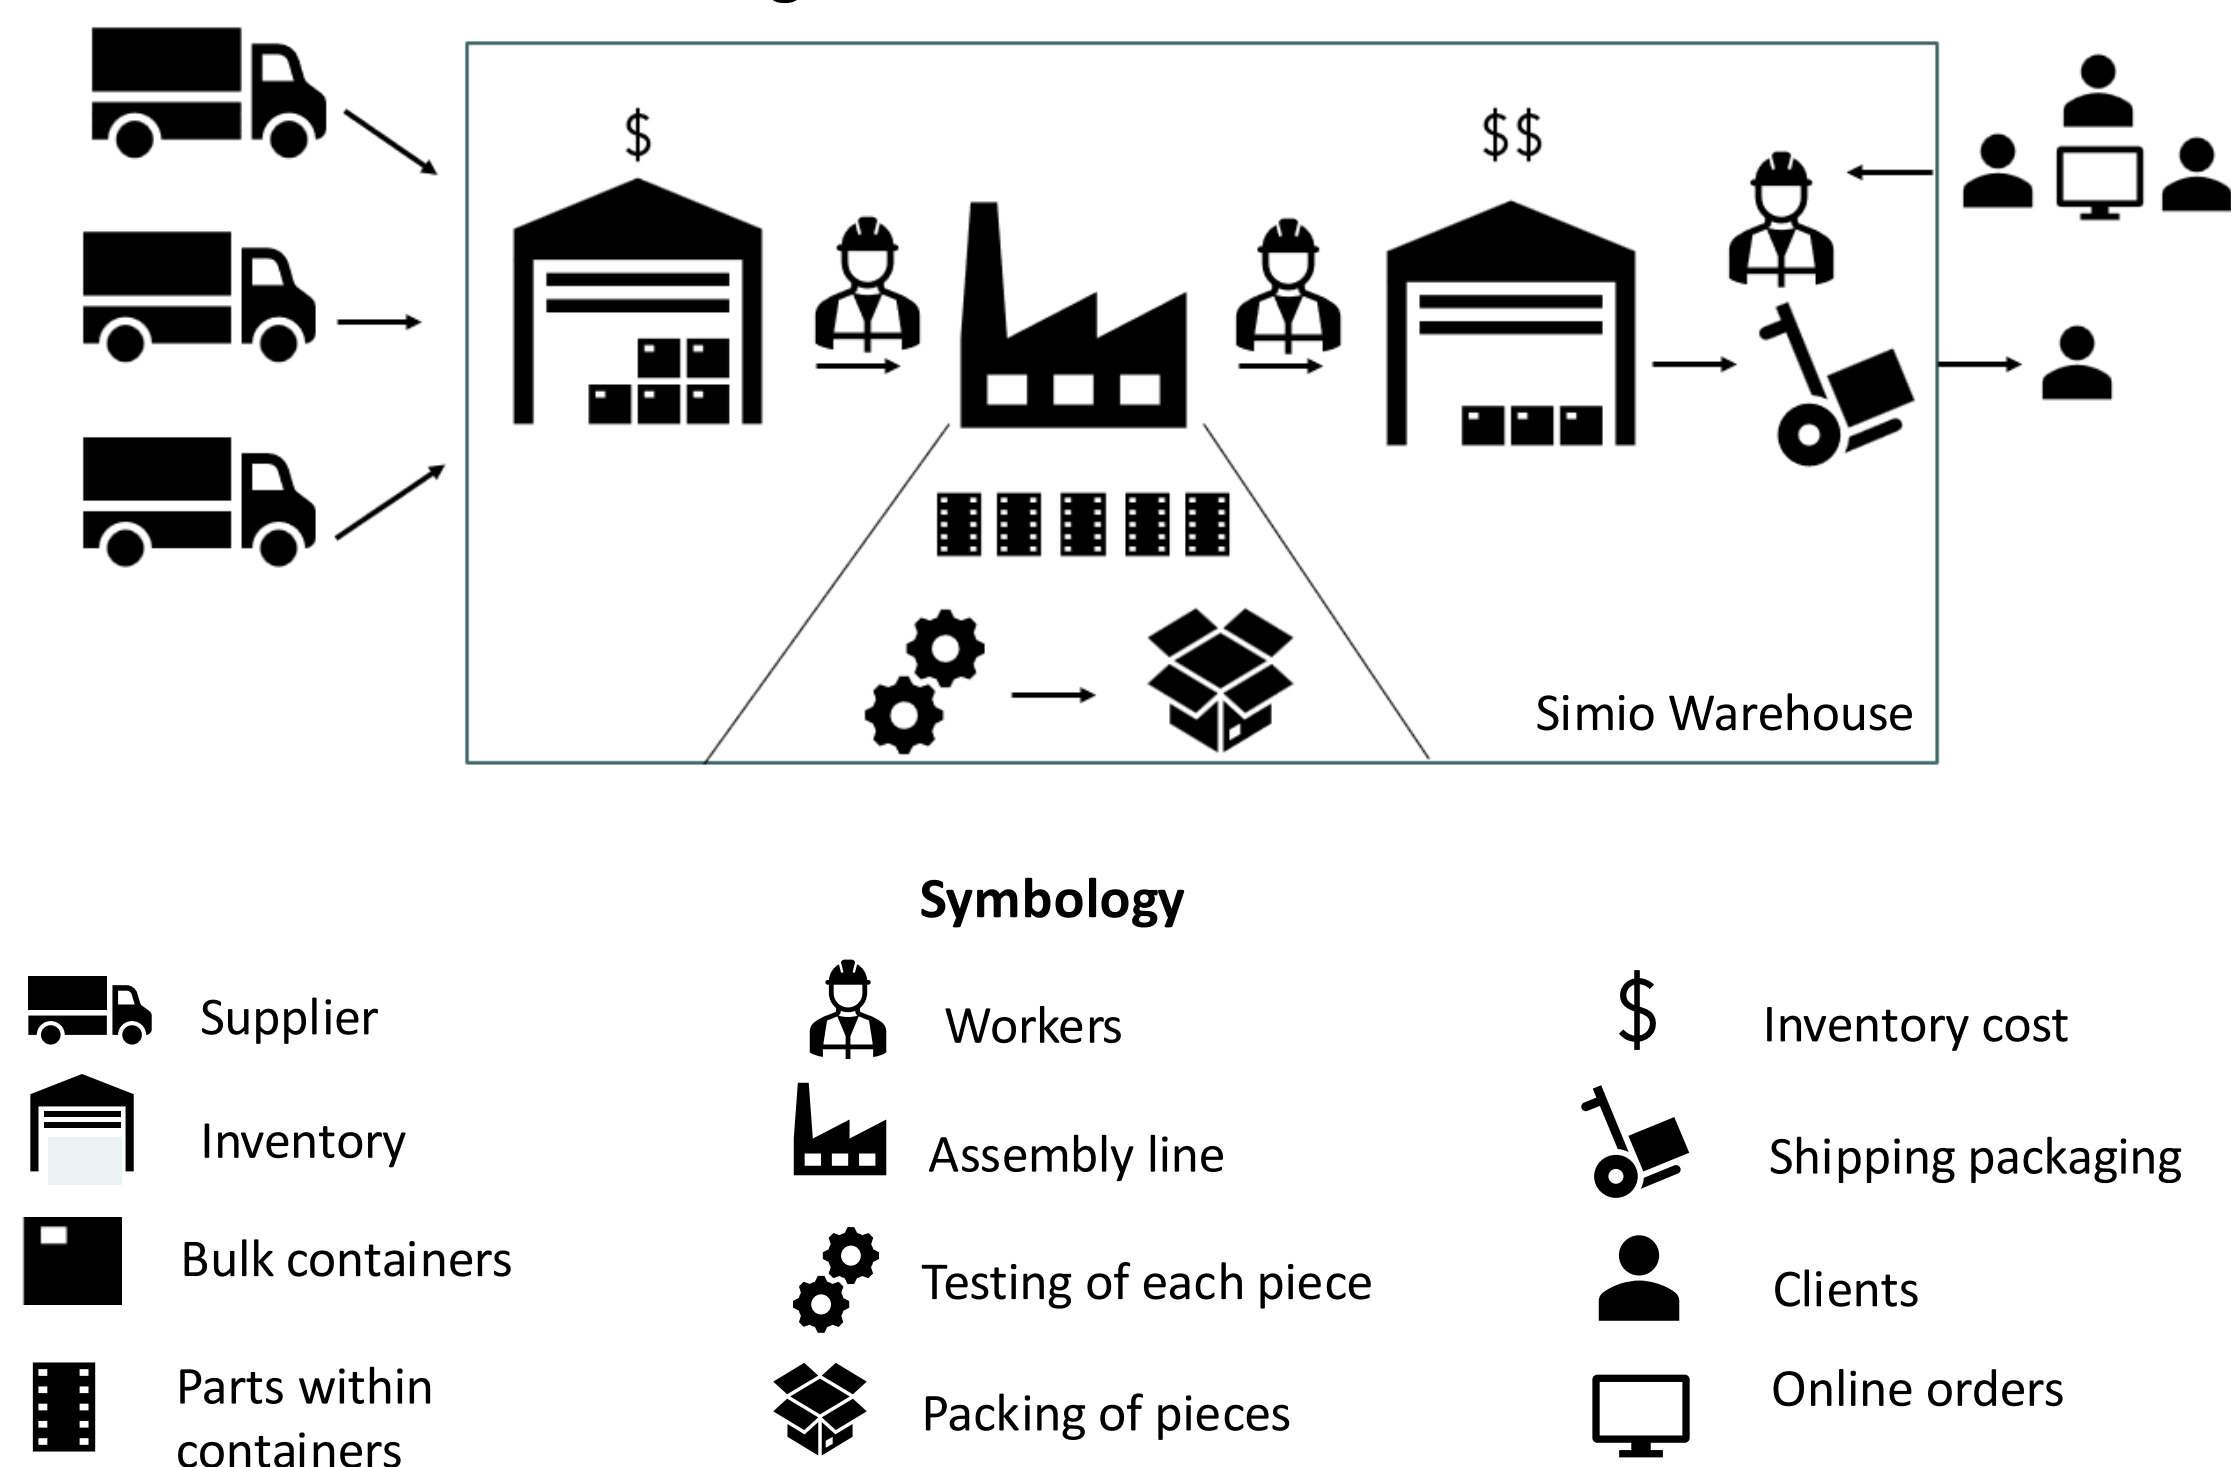 $
$$
Simio Warehouse
Symbology
Supplier
Workers
$
Inventory cost
Inventory
Assembly line
Shipping packaging
Bulk containers
Testing of each piece
Clients
Parts within
containers
Packing of pieces
Online orders